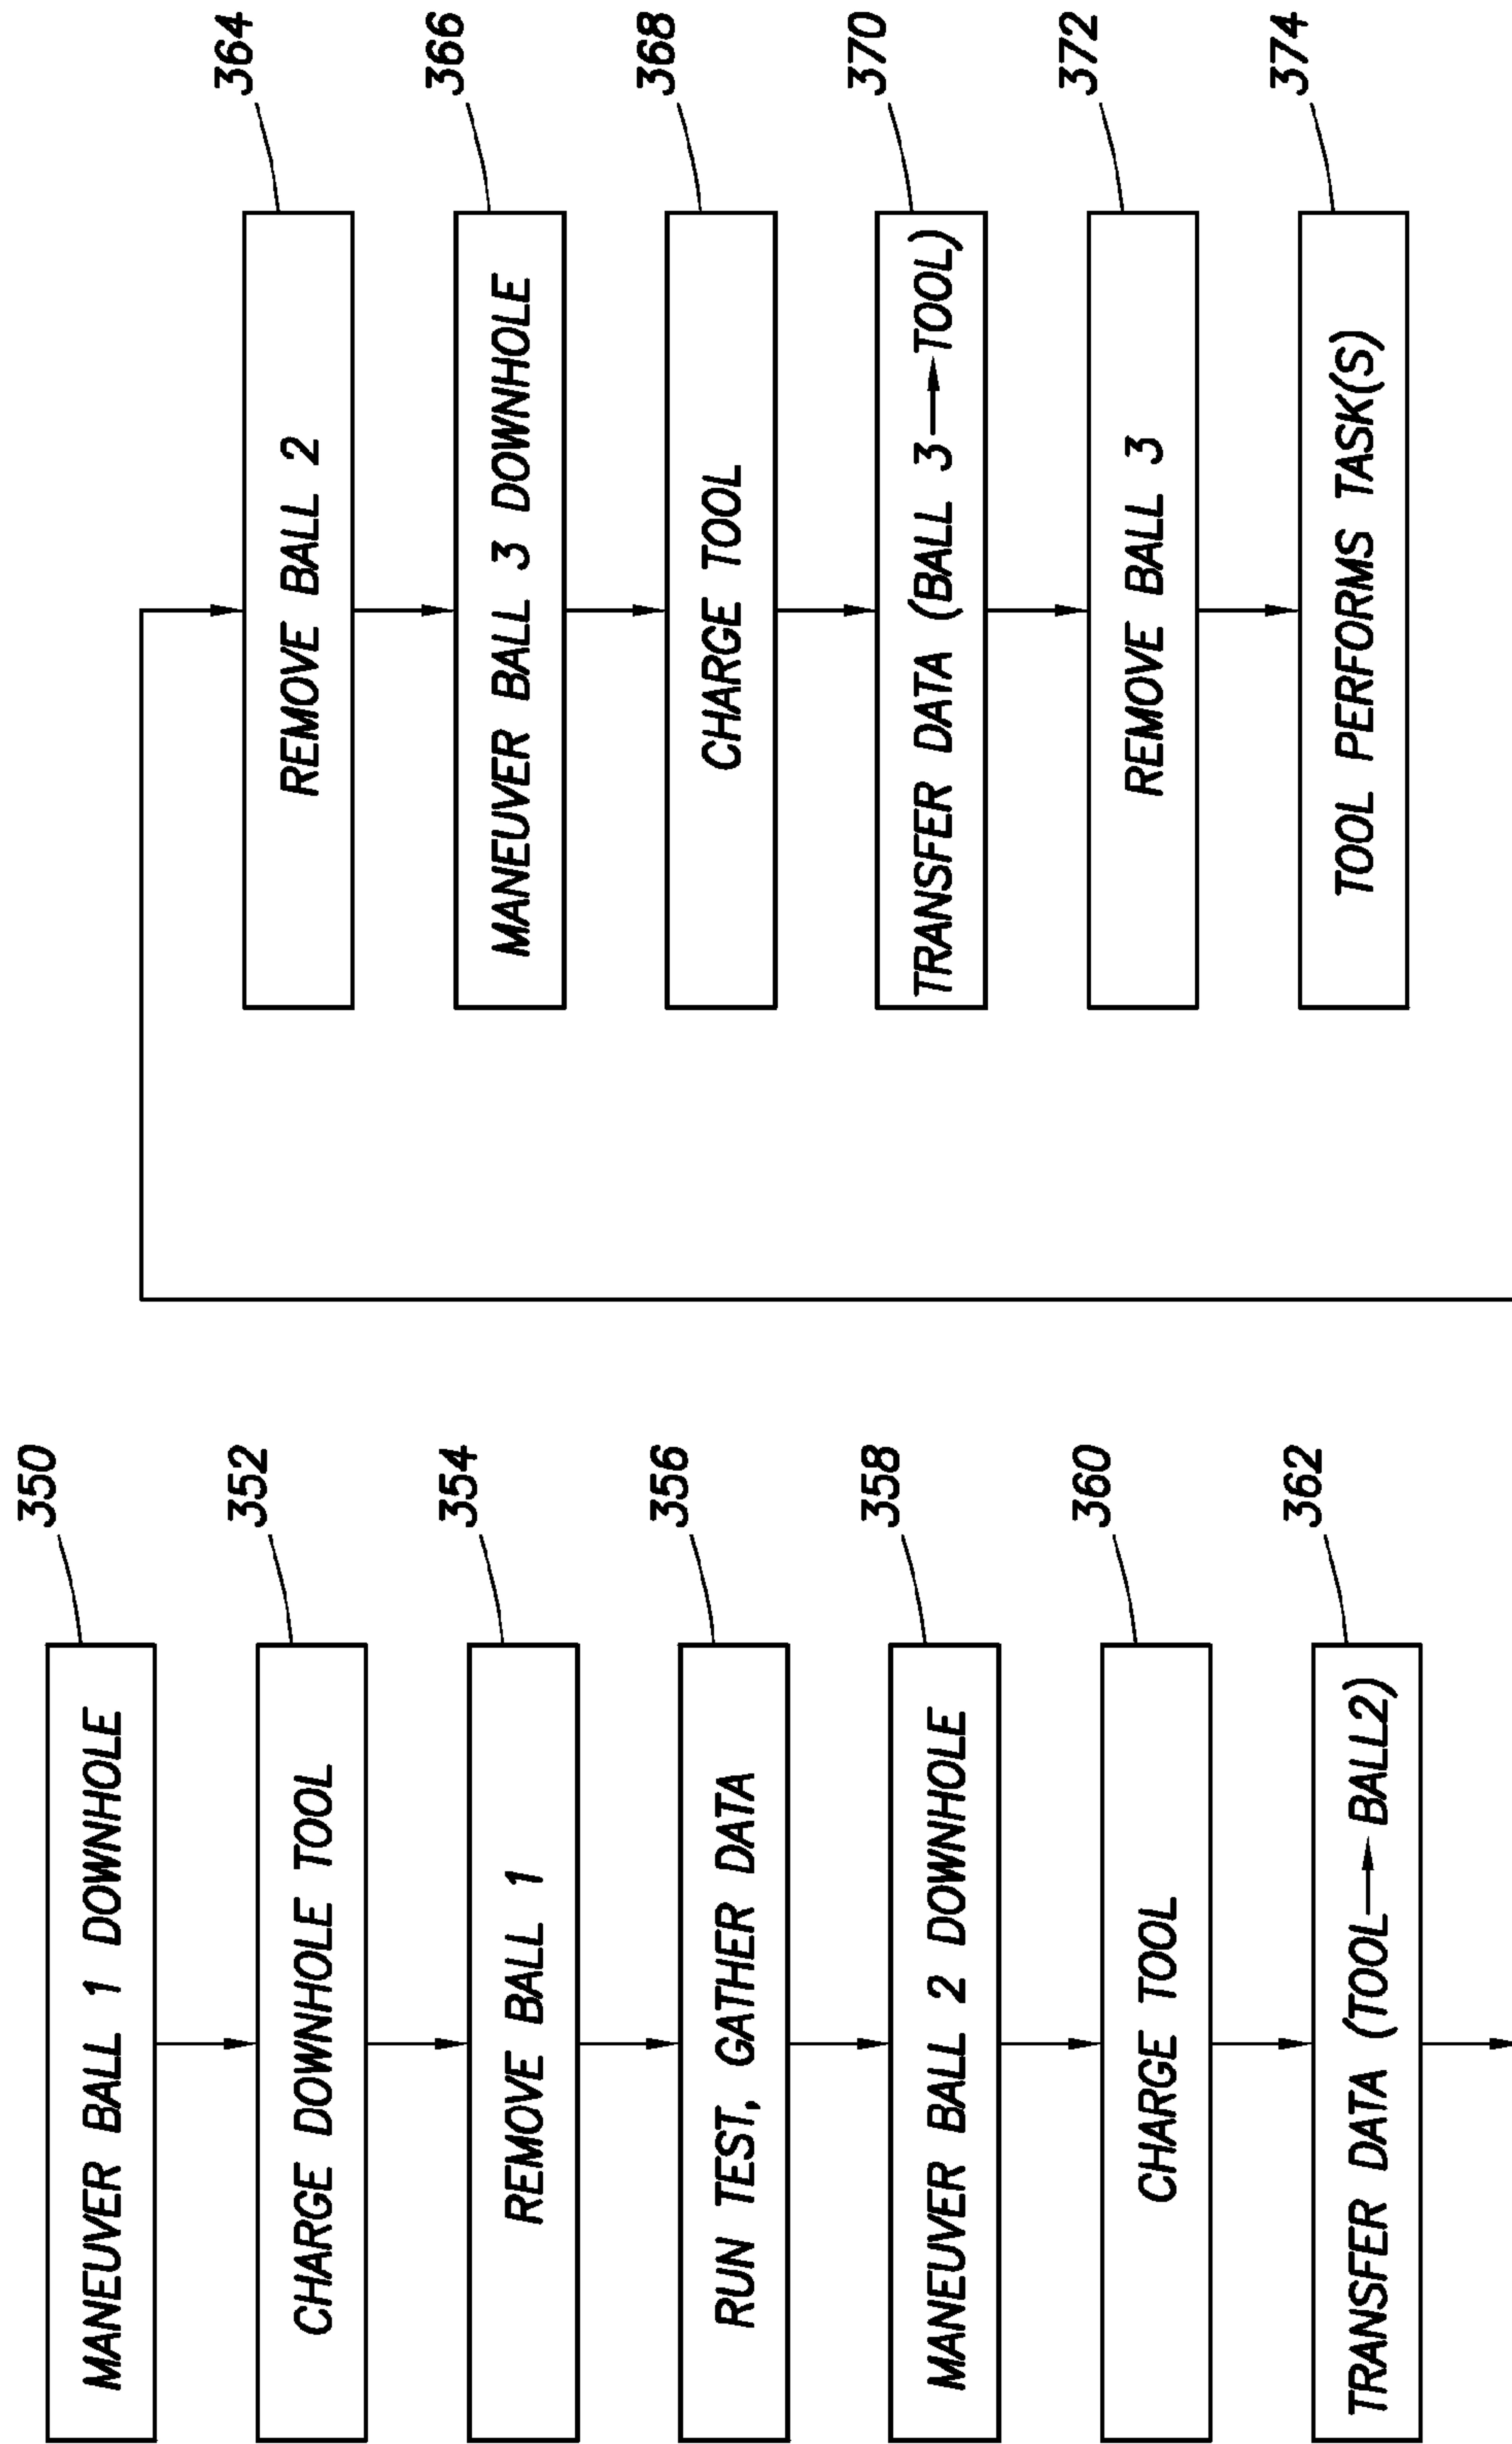 350
MANEUVER BALL 1 DOWNHOLE
352
CHARGE DOWNHOLE TOOL
354
REMOVE BALL 1
356
RUN TEST, GATHER DATA
358
MANEUVER BALL 2 DOWNHOLE
360
CHARGE TOOL
362
TRANSFER DATA (TOOL→BALL2)
364
REMOVE BALL 2
366
MANEUVER BALL 3 DOWNHOLE
368
CHARGE TOOL
370
TRANSFER DATA (BALL 3→TOOL)
372
REMOVE BALL 3
374
TOOL PERFORMS TASK(S)